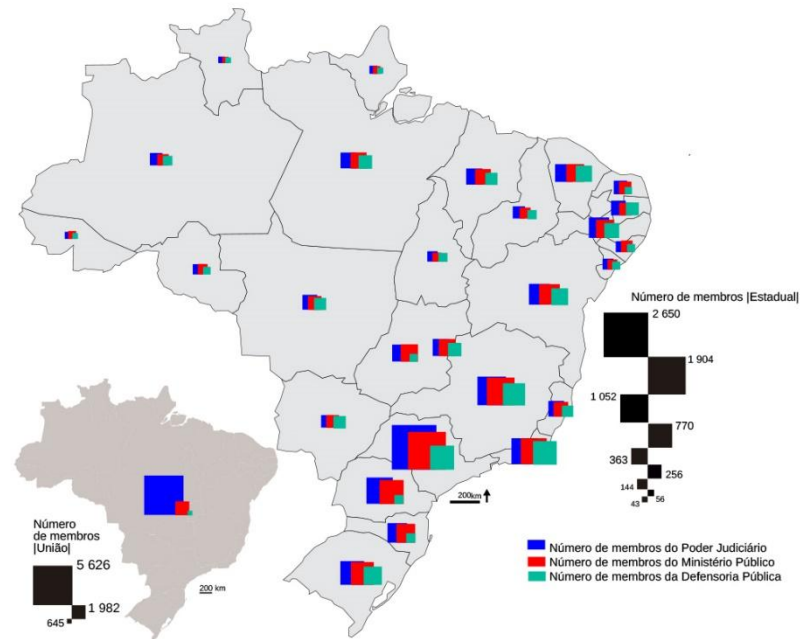 Número de membros |Estadual|
2 650
1 904
1 052
770
363
256
144
56
43
200km
Número
de membros
|União|
5 626
1 982
645
200 km
Número de membros do Poder Judiciário
Número de membros do Ministério Público
Número de membros da Defensoria Pública